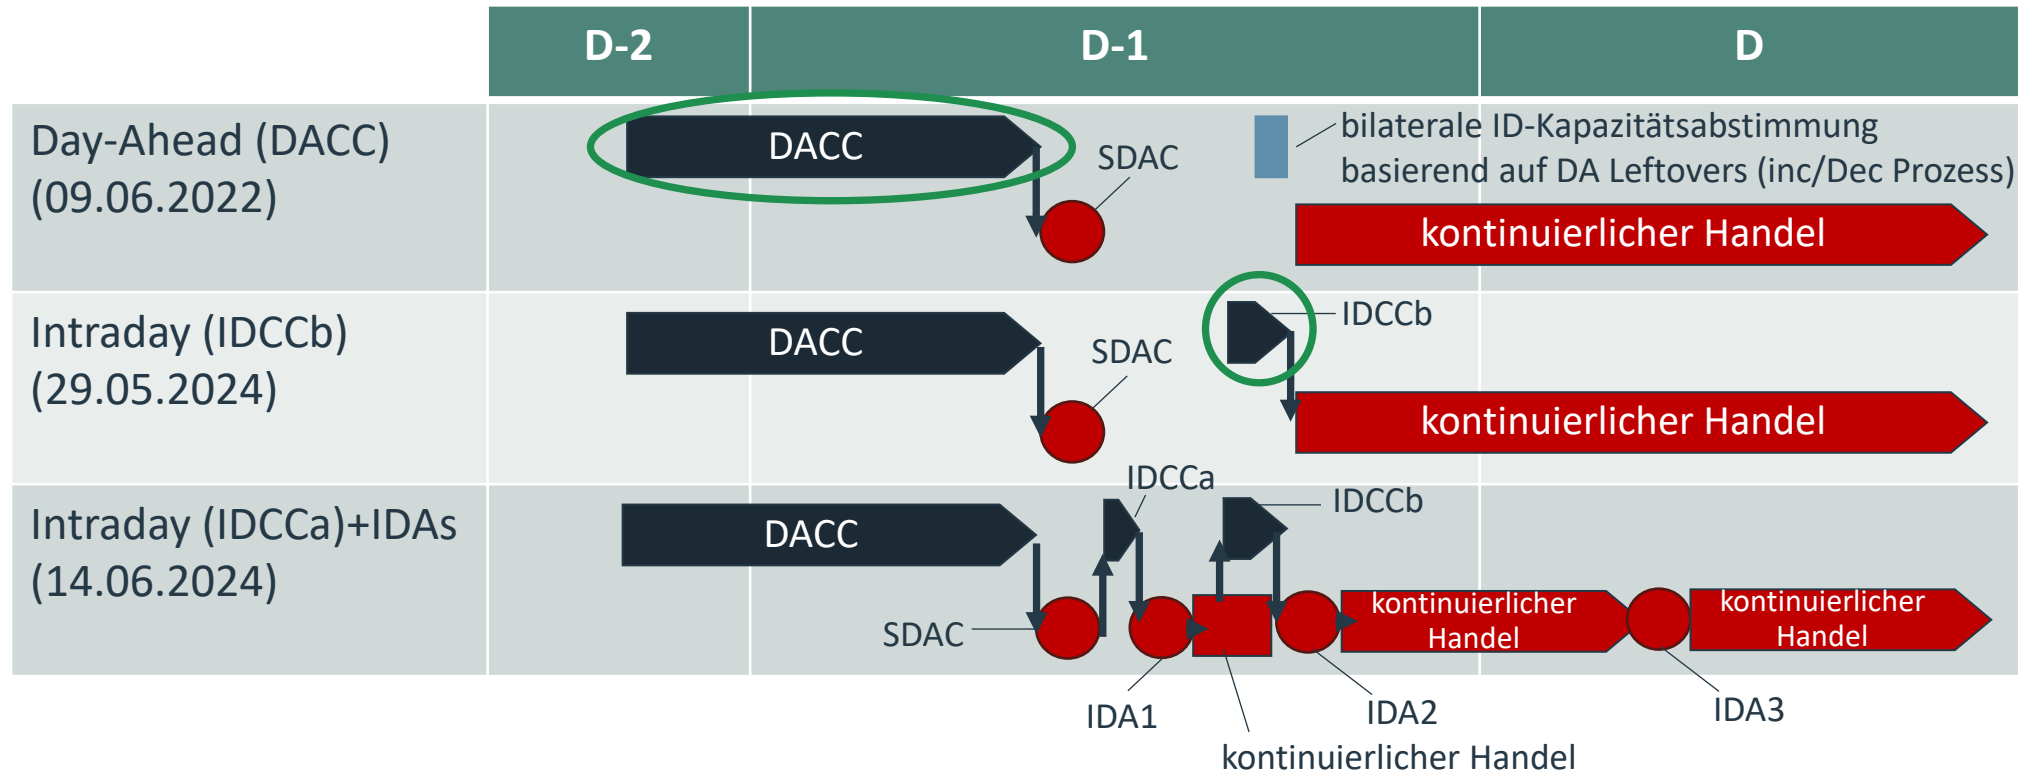 D-2
D-1
D
Day-Ahead (DACC)
(09.06.2022)
DACC
SDAC
bilaterale ID-Kapazitätsabstimmung
basierend auf DA Leftovers (inc/Dec Prozess)
kontinuierlicher Handel
Intraday (IDCCb)
(29.05.2024)
DACC
SDAC
IDCCb
kontinuierlicher Handel
Intraday (IDCCa)+IDAs
(14.06.2024)
DACC
SDAC
IDCCa
IDCCb
kontinuierlicher
Handel
kontinuierlicher
Handel
IDA1
kontinuierlicher Handel
IDA2
IDA3